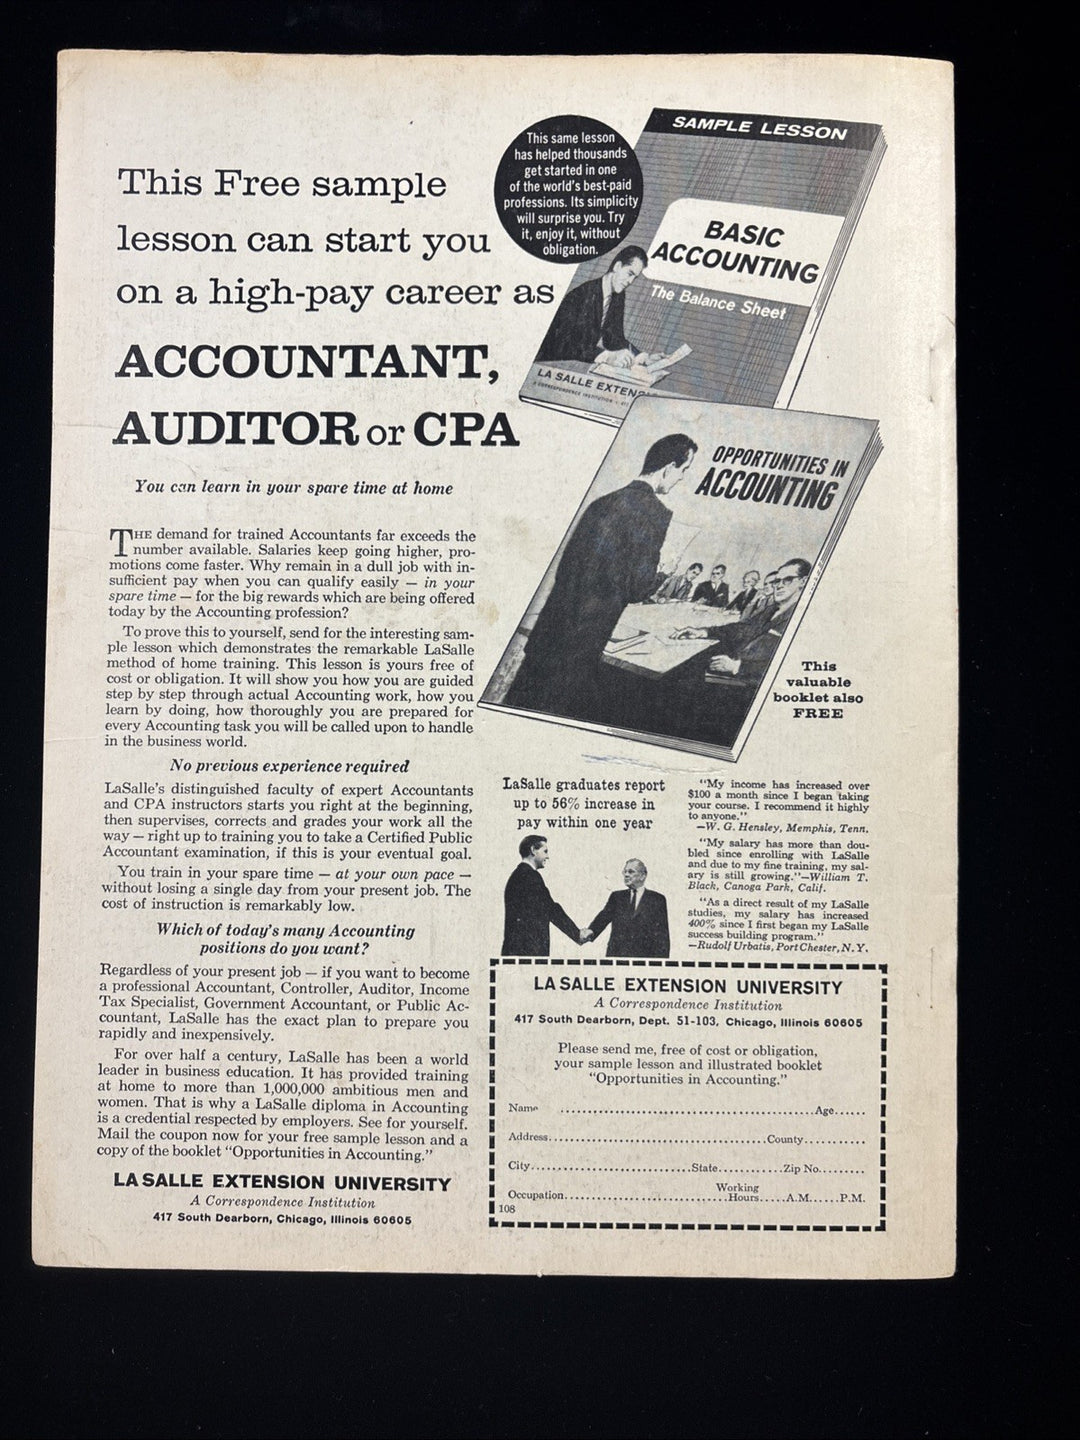 This Free sample
lesson can start you
on a high-pay career as
ACCOUNTANT,
AUDITOR or CPA
You can learn in your spare time at home
This same lesson
has helped thousands
get started in one
of the world's best-paid
professions. Its simplicity
will surprise you. Try
it, enjoy it, without
obligation.
SAMPLE LESSON
BASIC
ACCOUNTING
The Balance Sheet
LA SALLE EXTEN
A CORRESPONDENCE INSTITUTION
OPPORTUNITIES IN
ACCOUNTING
This
valuable
booklet also
FREE
THE demand for trained Accountants far exceeds the
number available. Salaries keep going higher, pro-
motions come faster. Why remain in a dull job with in-
sufficient pay when you can qualify easily — in your
spare time — for the big rewards which are being offered
today by the Accounting profession?
To prove this to yourself, send for the interesting sam-
ple lesson which demonstrates the remarkable LaSalle
method of home training. This lesson is yours free of
cost or obligation. It will show you how you are guided
step by step through actual Accounting work, how you
learn by doing, how thoroughly you are prepared for
every Accounting task you will be called upon to handle
in the business world.
No previous experience required
LaSalle's distinguished faculty of expert Accountants
and CPA instructors starts you right at the beginning,
then supervises, corrects and grades your work all the
way — right up to training you to take a Certified Public
Accountant examination, if this is your eventual goal.
You train in your spare time — at your own pace —
without losing a single day from your present job. The
cost of instruction is remarkably low.
Which of today's many Accounting
positions do you want?
Regardless of your present job — if you want to become
a professional Accountant, Controller, Auditor, Income
Tax Specialist, Government Accountant, or Public Ac-
countant, LaSalle has the exact plan to prepare you
rapidly and inexpensively.
For over half a century, LaSalle has been a world
leader in business education. It has provided training
at home to more than 1,000,000 ambitious men and
women. That is why a LaSalle diploma in Accounting
is a credential respected by employers. See for yourself.
Mail the coupon now for your free sample lesson and a
copy of the booklet "Opportunities in Accounting."
LA SALLE EXTENSION UNIVERSITY
A Correspondence Institution
417 South Dearborn, Chicago, Illinois 60605
LaSalle graduates report
up to 56% increase in
pay within one year
"My income has increased over
$100 a month since I began taking
your course. I recommend it highly
to anyone."
—W. G. Hensley, Memphis, Tenn.
"My salary has more than dou-
bled since enrolling with LaSalle
and due to my fine training, my sal-
ary is still growing."—William T.
Black, Canoga Park, Calif.
"As a direct result of my LaSalle
studies, my salary has increased
400% since I first began my LaSalle
success building program."
—Rudolf Urbatis, Port Chester, N. Y.
LA SALLE EXTENSION UNIVERSITY
A Correspondence Institution
417 South Dearborn, Dept. 51-103, Chicago, Illinois 60605
Please send me, free of cost or obligation,
your sample lesson and illustrated booklet
"Opportunities in Accounting."
Name ........................................Age......
Address........................................County...........
City..............................State............Zip No.........
Working
Occupation..............................Hours.....A.M......P.M.
108